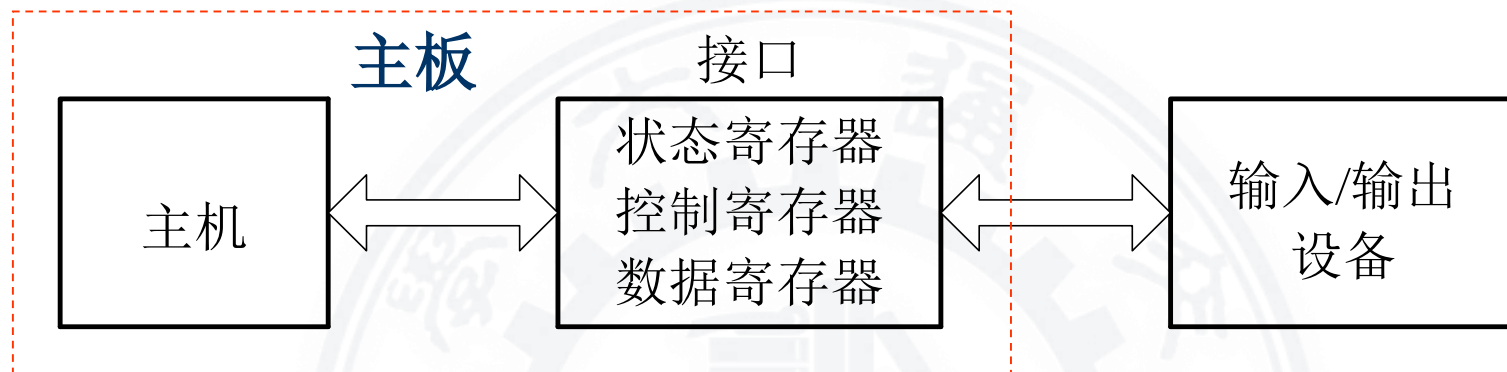 主板
接口
主机
状态寄存器
控制寄存器
数据寄存器
输入/输出
设备